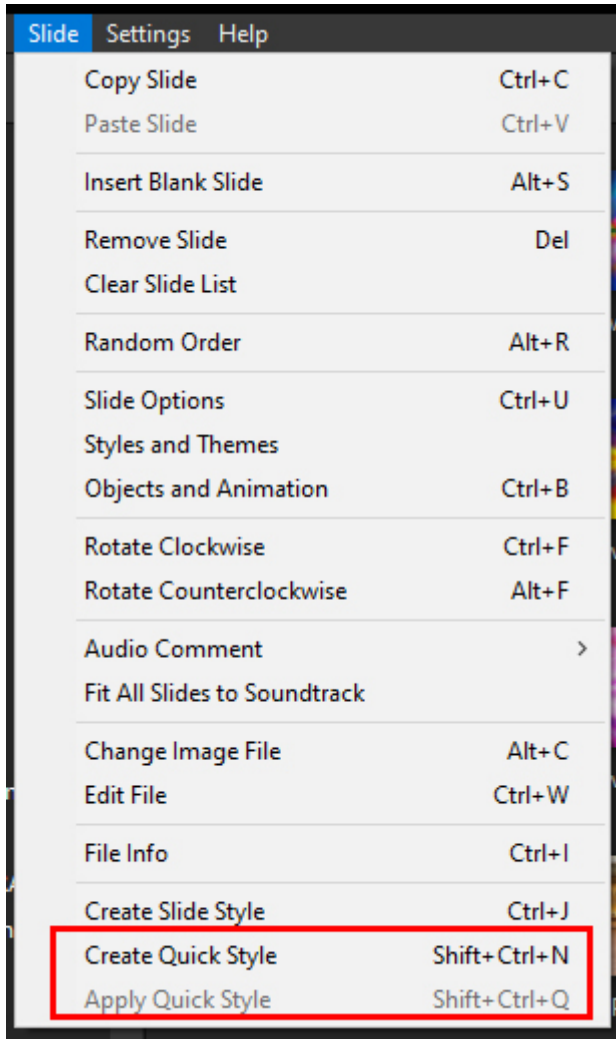 Slide Settings Help
Copy Slide Ctrl+C
Paste Slide Ctrl+V
Insert Blank Slide Alt+S
Remove Slide Del
Clear Slide List
Random Order Alt+R
Slide Options Ctrl+U
Styles and Themes
Objects and Animation Ctrl+B
Rotate Clockwise Ctrl+F
Rotate Counterclockwise Alt+F
Audio Comment >
Fit All Slides to Soundtrack
Change Image File Alt+C
Edit File Ctrl+W
File Info Ctrl+I
Create Slide Style Ctrl+J
Create Quick Style Shift+Ctrl+N
Apply Quick Style Shift+Ctrl+Q